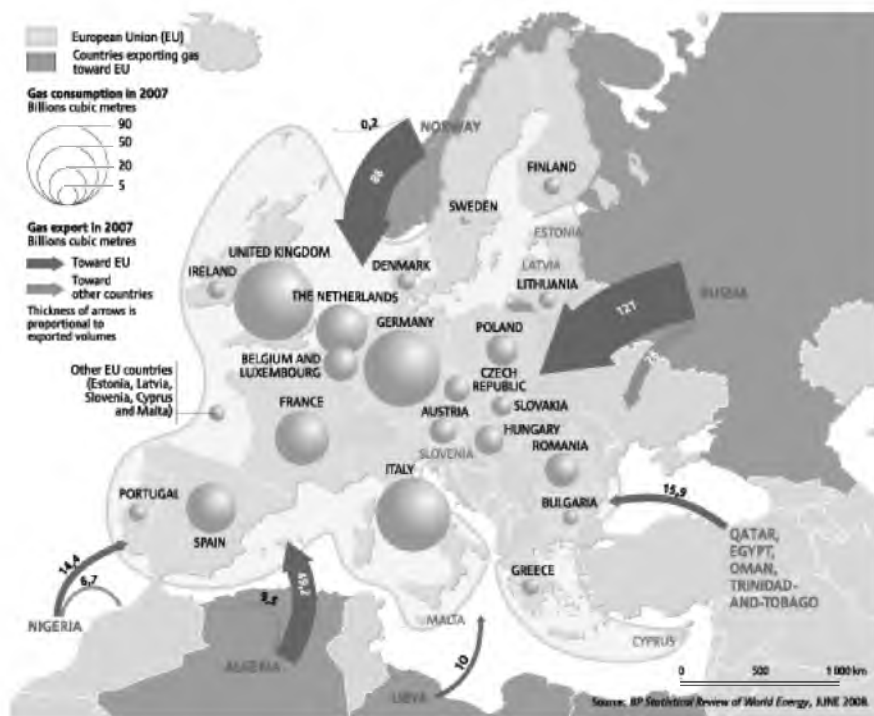 European Union (EU)
Countries exporting gas
toward EU
Gas consumption in 2007
Billions cubic metres
90
50
20
5
Gas export in 2007
Billions cubic metres
Toward EU
Toward
other countries
Thickness of arrows is
proportional to
exported volumes
Other EU countries
(Estonia, Latvia,
Slovenia, Cyprus
and Malta)
0,2
NORWAY
86
FINLAND
SWEDEN
ESTONIA
LATVIA
LITHUANIA
UNITED KINGDOM
IRELAND
DENMARK
THE NETHERLANDS
GERMANY
POLAND
121
RUSSIA
BELGIUM AND
LUXEMBOURG
CZECH
REPUBLIC
SLOVAKIA
FRANCE
AUSTRIA
HUNGARY
SLOVENIA
ROMANIA
ITALY
BULGARIA
15,9
PORTUGAL
SPAIN
QATAR,
EGYPT,
OMAN,
TRINIDAD-
AND-TOBAGO
GREECE
14,4
6,7
NIGERIA
ALGERIA
MALTA
10
LIBYA
CYPRUS
0 500 1 000 km
Source: BP Statistical Review of World Energy, JUNE 2008.